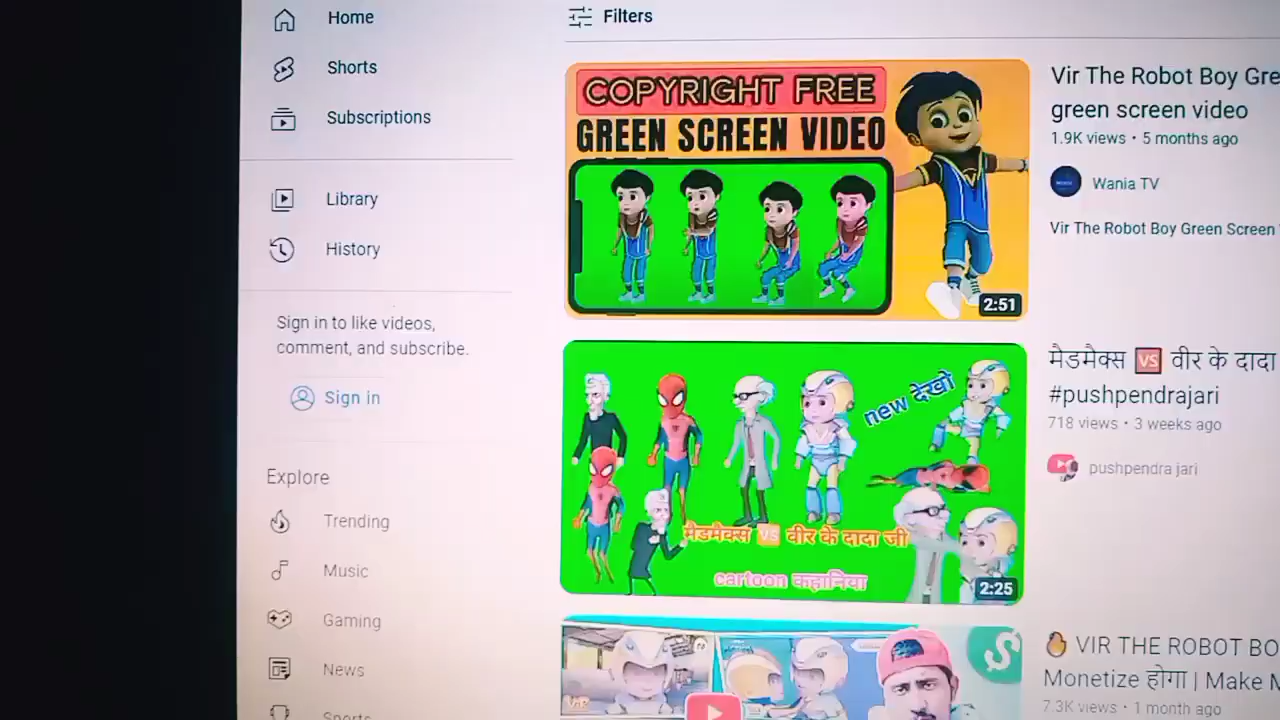 Home
Shorts
Subscriptions
Library
History
Sign in to like videos,
comment, and subscribe.
Sign in
Explore
Trending
Music
Gaming
News
Sports
Filters
COPYRIGHT FREE
GREEN SCREEN VIDEO
2:51
Vir The Robot Boy Gre
green screen video
1.9K views • 5 months ago
Wania TV
Vir The Robot Boy Green Screen
new देखो
मैडमैक्स VS वीर के दादा जी
cartoon कहानिया
2:25
मैडमैक्स VS वीर के दादा
#pushpendrajari
718 views • 3 weeks ago
pushpendra jari
🔥 VIR THE ROBOT BO
Monetize होगा | Make M
7.3K views • 1 month ago